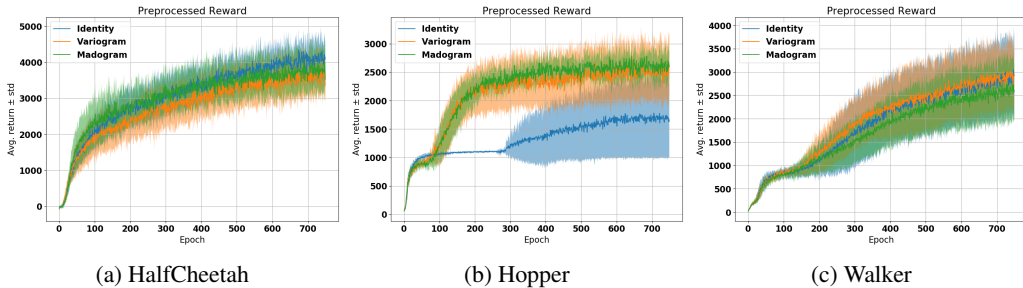 Preprocessed Reward
Identity
Variogram
Madogram
Avg. return ± std
5000
4000
3000
2000
1000
0
0 100 200 300 400 500 600 700
Epoch
(a) HalfCheetah
Preprocessed Reward
Identity
Variogram
Madogram
Avg. return ± std
3000
2500
2000
1500
1000
500
0
0 100 200 300 400 500 600 700
Epoch
(b) Hopper
Preprocessed Reward
Identity
Variogram
Madogram
Avg. return ± std
4000
3500
3000
2500
2000
1500
1000
500
0
0 100 200 300 400 500 600 700
Epoch
(c) Walker